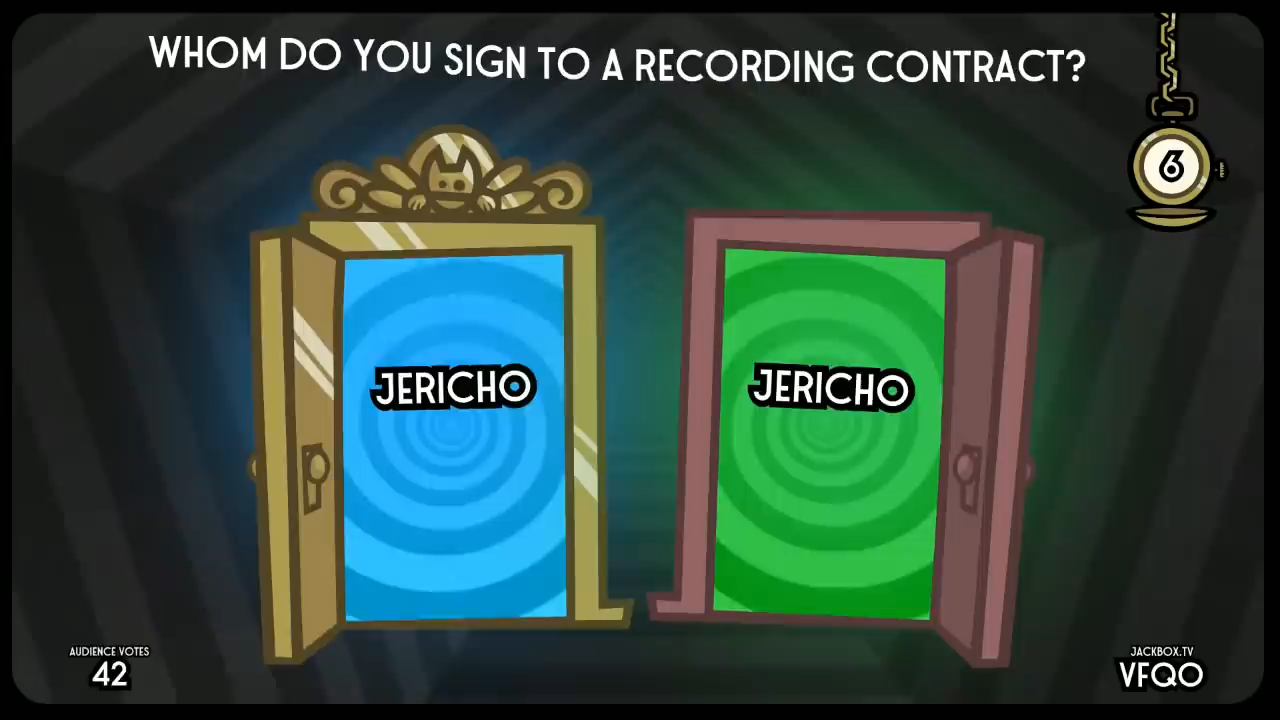 WHOM DO YOU SIGN TO A RECORDING CONTRACT?
6
JERICHO
JERICHO
AUDIENCE VOTES
42
JACKBOX.TV
VFQO